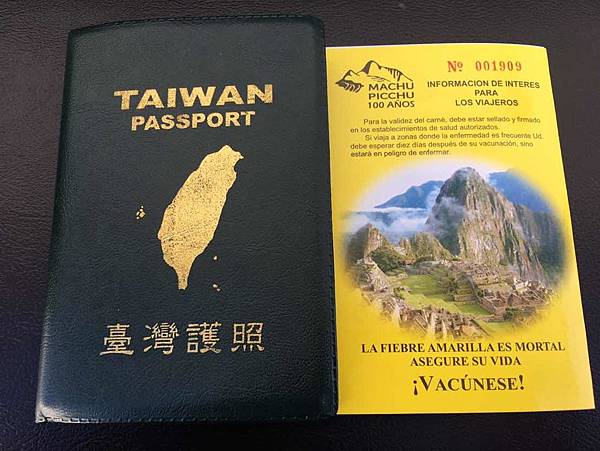 TAIWAN
PASSPORT
臺灣護照
MACHU
PICCHU
100 AÑOS
Nº 001909
INFORMACION DE INTERES
PARA
LOS VIAJEROS
Para la validez del carné, debe estar sellado y firmado
en los establecimientos de salud autorizados.
Si viaja a zonas donde la enfermedad es frecuente Ud.
debe esperar diez días después de su vacunación, sino
estará en peligro de enfermar.
LA FIEBRE AMARILLA ES MORTAL
ASEGURE SU VIDA
¡VACÚNESE!